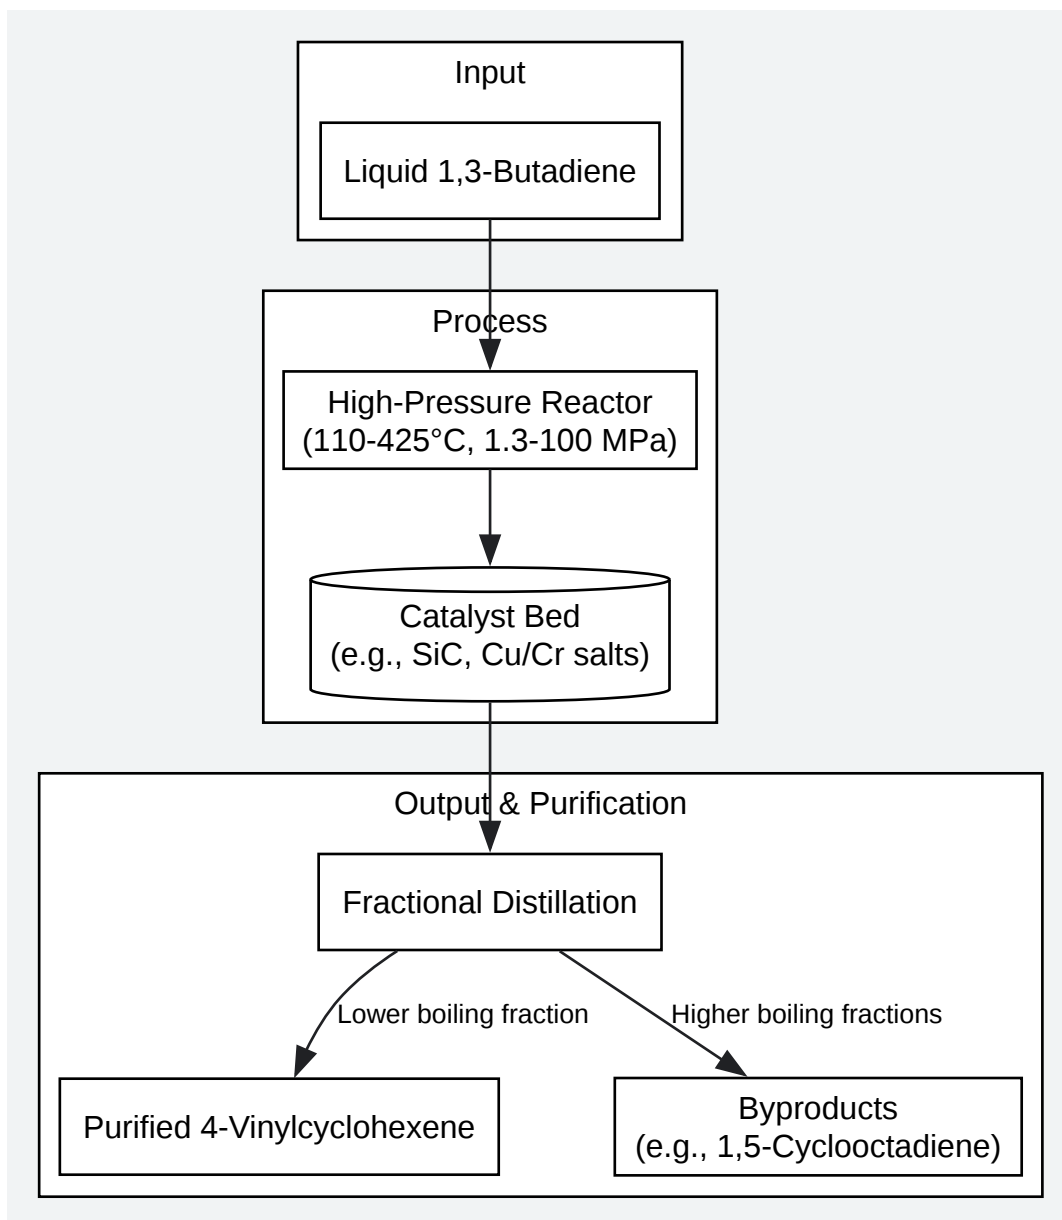 Input
Liquid 1,3-Butadiene
Process
High-Pressure Reactor
(110-425°C, 1.3-100 MPa)
Catalyst Bed
(e.g., SiC, Cu/Cr salts)
Output & Purification
Fractional Distillation
Lower boiling fraction
Higher boiling fractions
Purified 4-Vinylcyclohexene
Byproducts
(e.g., 1,5-Cyclooctadiene)